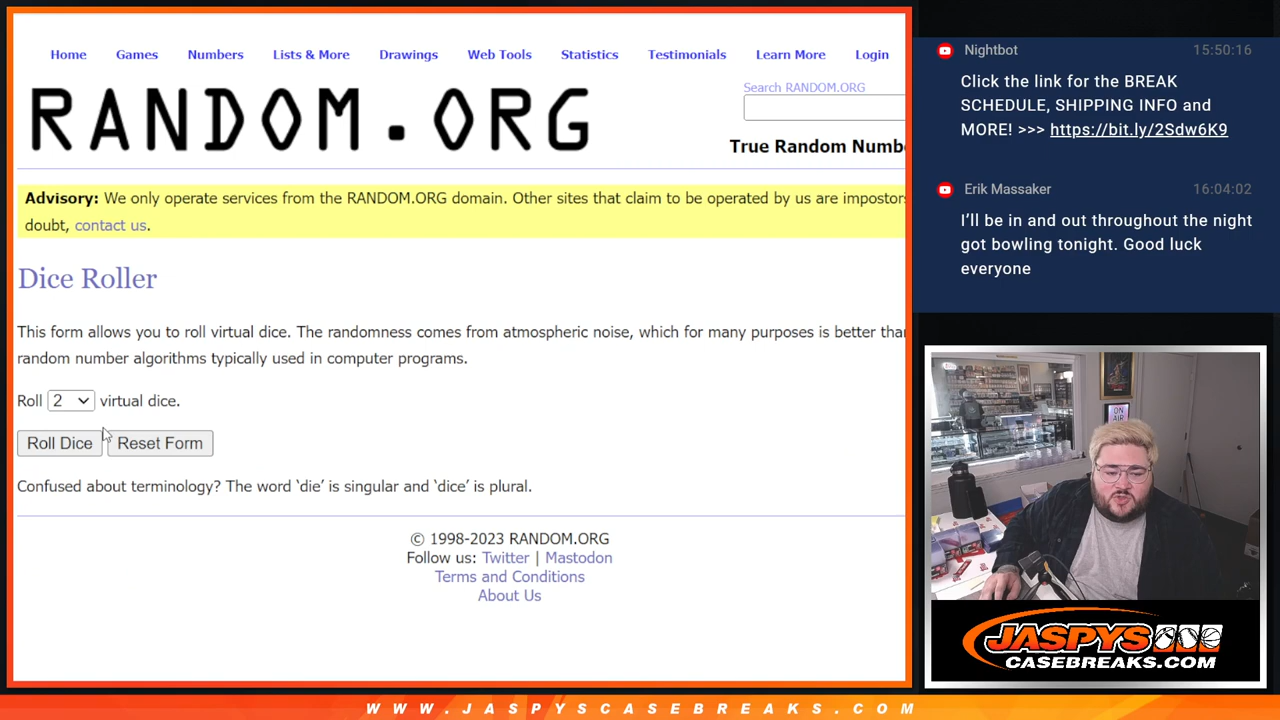 Home Games Numbers Lists & More Drawings Web Tools Statistics Testimonials Learn More Login
RANDOM.ORG
Search RANDOM.ORG
True Random Numb
Advisory: We only operate services from the RANDOM.ORG domain. Other sites that claim to be operated by us are impostors
doubt, contact us.
Dice Roller
This form allows you to roll virtual dice. The randomness comes from atmospheric noise, which for many purposes is better than
random number algorithms typically used in computer programs.
Roll 2 virtual dice.
Roll Dice Reset Form
Confused about terminology? The word ‘die’ is singular and ‘dice’ is plural.
© 1998-2023 RANDOM.ORG
Follow us: Twitter | Mastodon
Terms and Conditions
About Us
Nightbot 15:50:16
Click the link for the BREAK
SCHEDULE, SHIPPING INFO and
MORE! >>> https://bit.ly/2Sdw6K9
Erik Massaker 16:04:02
I’ll be in and out throughout the night
got bowling tonight. Good luck
everyone
ON
AIR
JASPYS
CASEBREAKS.COM
WWW.JASPYSCASEBREAKS.COM